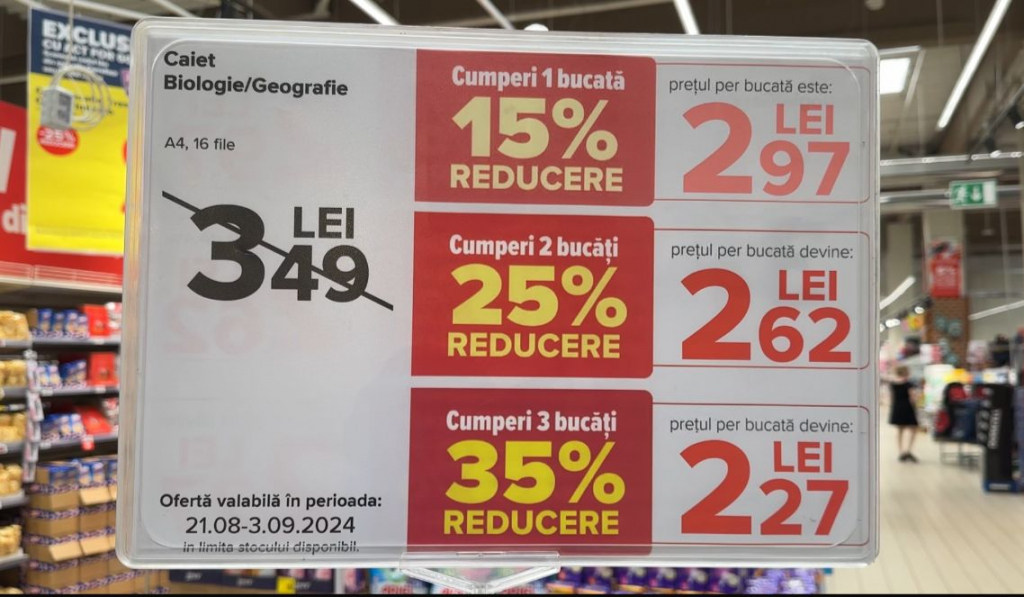 EXCLUS
CU ACT FOR
-25%
Caiet
Biologie/Geografie
A4, 16 file
3 LEI 49
Ofertă valabilă în perioada:
21.08-3.09.2024
în limita stocului disponibil.
Cumperi 1 bucată
15%
REDUCERE
prețul per bucată este:
2 LEI 97
Cumperi 2 bucăți
25%
REDUCERE
prețul per bucată devine:
2 LEI 62
Cumperi 3 bucăți
35%
REDUCERE
prețul per bucată devine:
2 LEI 27